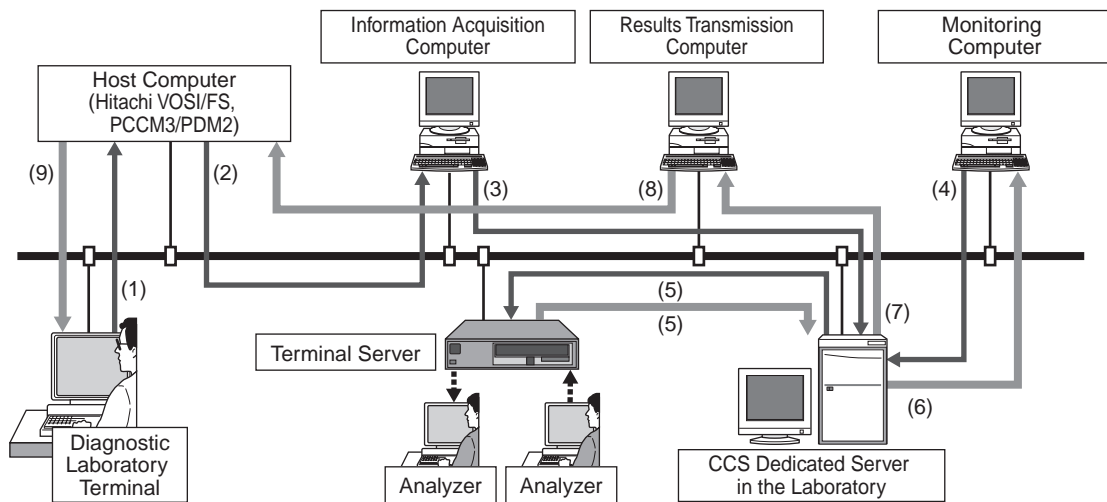 Information Acquisition
Computer
Results Transmission
Computer
Monitoring
Computer
Host Computer
(Hitachi VOSI/FS,
PCCM3/PDM2)
(9)
(2)
(3)
(8)
(4)
(1)
(5)
(5)
(7)
Terminal Server
(6)
Diagnostic
Laboratory
Terminal
Analyzer
Analyzer
CCS Dedicated Server
in the Laboratory